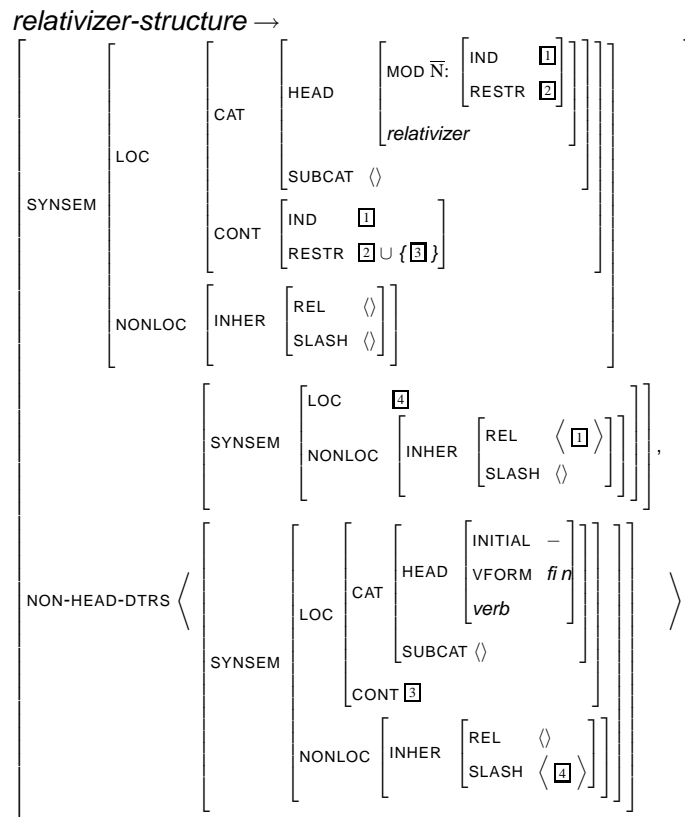 relativizer-structure →
MOD N̅: IND 1
HEAD RESTR 2
CAT relativizer
LOC SUBCAT ⟨⟩
SYNSEM IND 1
CONT RESTR 2 ∪ { 3 }
NONLOC INHER REL ⟨⟩
SLASH ⟨⟩
LOC 4
SYNSEM REL ⟨ 1 ⟩
NONLOC INHER ,
SLASH ⟨⟩
INITIAL −
HEAD VFORM fin
CAT verb
NON-HEAD-DTRS ⟨ LOC ⟩
SUBCAT ⟨⟩
SYNSEM
CONT 3
REL ⟨⟩
NONLOC INHER SLASH ⟨ 4 ⟩